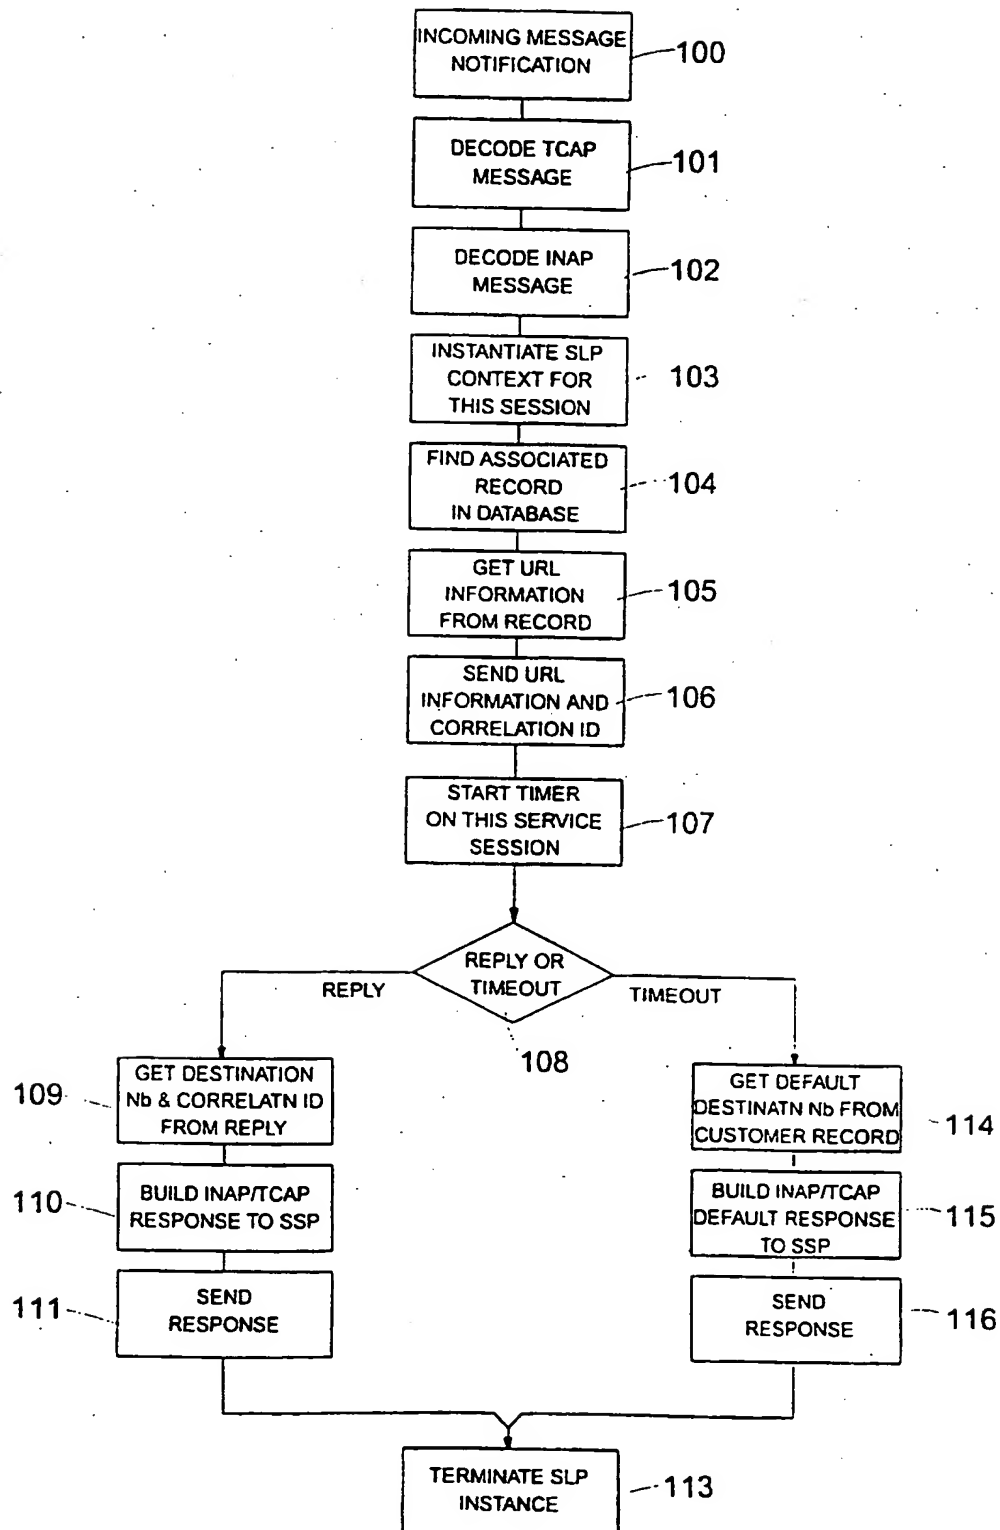 INCOMING MESSAGE
NOTIFICATION
100
DECODE TCAP
MESSAGE
101
DECODE INAP
MESSAGE
102
INSTANTIATE SLP
CONTEXT FOR
THIS SESSION
103
FIND ASSOCIATED
RECORD
IN DATABASE
104
GET URL
INFORMATION
FROM RECORD
105
SEND URL
INFORMATION AND
CORRELATION ID
106
START TIMER
ON THIS SERVICE
SESSION
107
REPLY OR
TIMEOUT
108
REPLY
TIMEOUT
109
GET DESTINATION
Nb & CORRELATN ID
FROM REPLY
110
BUILD INAP/TCAP
RESPONSE TO SSP
111
SEND
RESPONSE
GET DEFAULT
DESTINATN Nb FROM
CUSTOMER RECORD
114
BUILD INAP/TCAP
DEFAULT RESPONSE
TO SSP
115
SEND
RESPONSE
116
TERMINATE SLP
INSTANCE
113